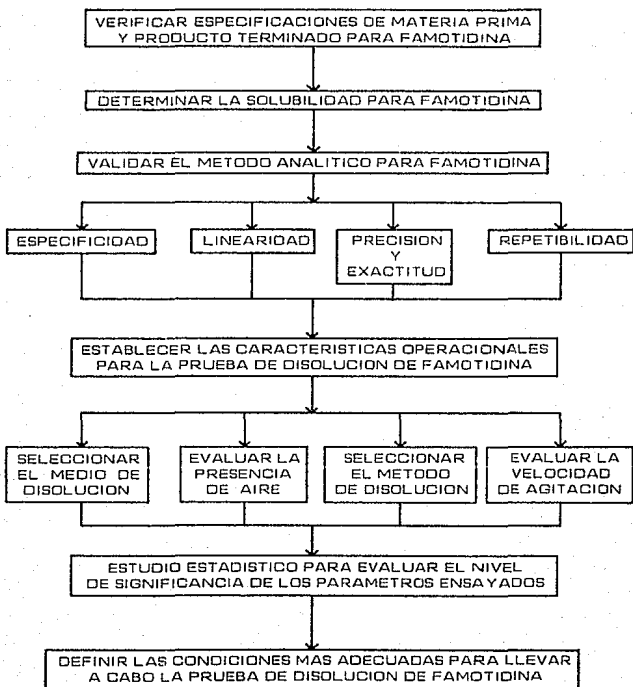 VERIFICAR ESPECIFICACIONES DE MATERIA PRIMA
Y PRODUCTO TERMINADO PARA FAMOTIDINA
DETERMINAR LA SOLUBILIDAD PARA FAMOTIDINA
VALIDAR EL METODO ANALITICO PARA FAMOTIDINA
ESPECIFICIDAD
LINEARIDAD
PRECISION
Y
EXACTITUD
REPETIBILIDAD
ESTABLECER LAS CARACTERISTICAS OPERACIONALES
PARA LA PRUEBA DE DISOLUCION DE FAMOTIDINA
SELECCIONAR
EL MEDIO DE
DISOLUCION
EVALUAR LA
PRESENCIA
DE AIRE
SELECCIONAR
EL METODO
DE DISOLUCION
EVALUAR LA
VELOCIDAD
DE AGITACION
ESTUDIO ESTADISTICO PARA EVALUAR EL NIVEL
DE SIGNIFICANCIA DE LOS PARAMETROS ENSAYADOS
DEFINIR LAS CONDICIONES MAS ADECUADAS PARA LLEVAR
A CABO LA PRUEBA DE DISOLUCION DE FAMOTIDINA